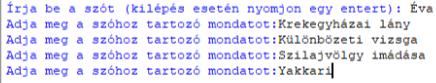 Írja be a szót (kilépés esetén nyomjon egy entert): Éva
Adja meg a szóhoz tartozó mondatot:Krekegyházai lány
Adja meg a szóhoz tartozó mondatot:Különbözeti vizsga
Adja meg a szóhoz tartozó mondatot:Szilajvölgy imádása
Adja meg a szóhoz tartozó mondatot:Yakkari